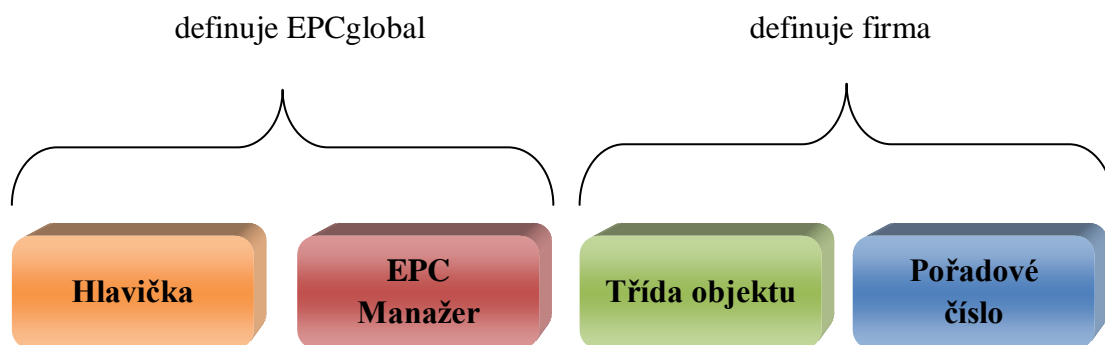 definuje EPCglobal
definuje firma
Hlavička
EPC
Manažer
Třída objektu
Pořadové
číslo